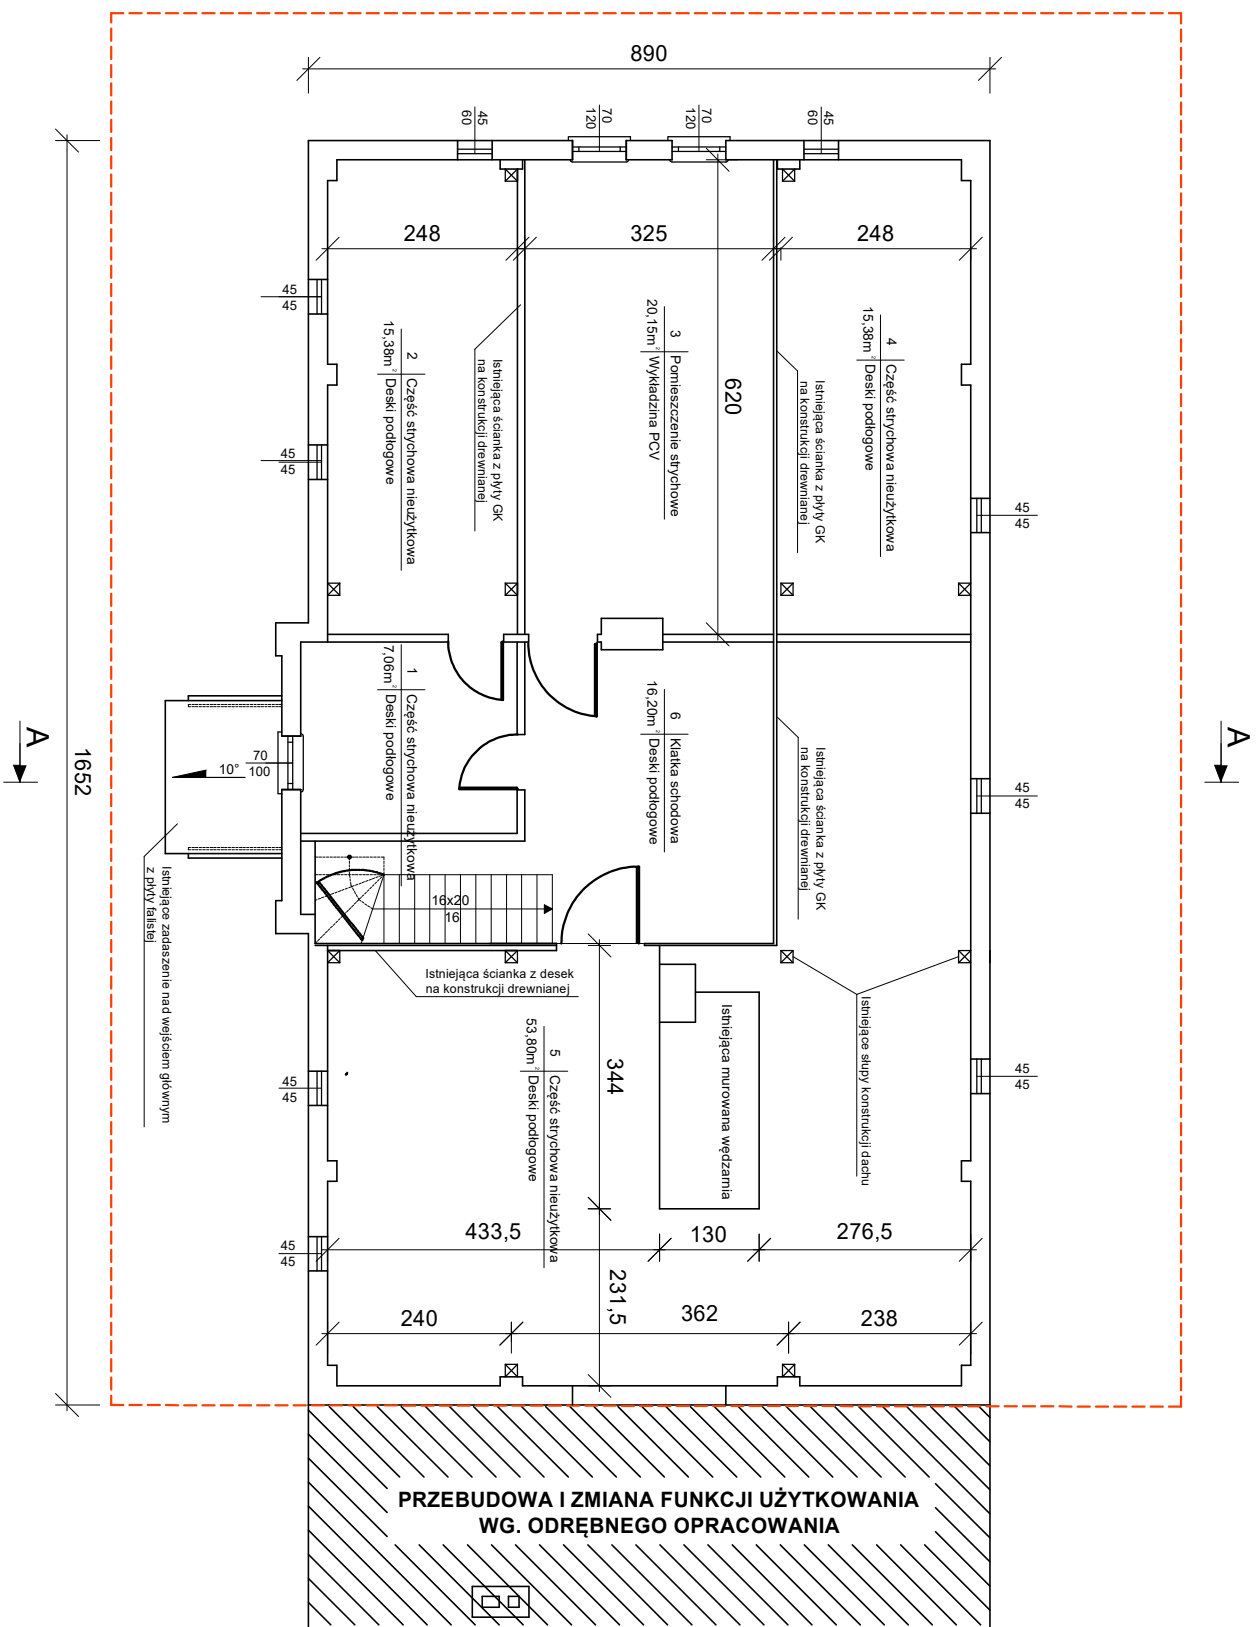 890
45
60
70
120
70
120
45
60
248
325
248
45
45
2
Część strychowa nieużytkowa
15,38m²
Deski podłogowe
Istniejąca ścianka z płyty GK
na konstrukcji drewnianej
3
Pomieszczenie strychowe
20,15m²
Wykładzina PCV
620
Istniejąca ścianka z płyty GK
na konstrukcji drewnianej
4
Część strychowa nieużytkowa
15,38m²
Deski podłogowe
45
45
45
45
1
Część strychowa nieużytkowa
7,06m²
Deski podłogowe
6
Klatka schodowa
16,20m²
Deski podłogowe
Istniejąca ścianka z płyty GK
na konstrukcji drewnianej
A
A
1652
10°
70
100
45
45
Istniejące zadaszenie nad wejściem głównym
z płyty falistej
16x20
16
Istniejąca ścianka z desek
na konstrukcji drewnianej
5
Część strychowa nieużytkowa
53,80m²
Deski podłogowe
344
Istniejąca murowana wędzarnia
Istniejące słupy konstrukcji dachu
45
45
45
45
433,5
130
276,5
45
45
231,5
240
362
238
PRZEBUDOWA I ZMIANA FUNKCJI UŻYTKOWANIA
WG. ODRĘBNEGO OPRACOWANIA